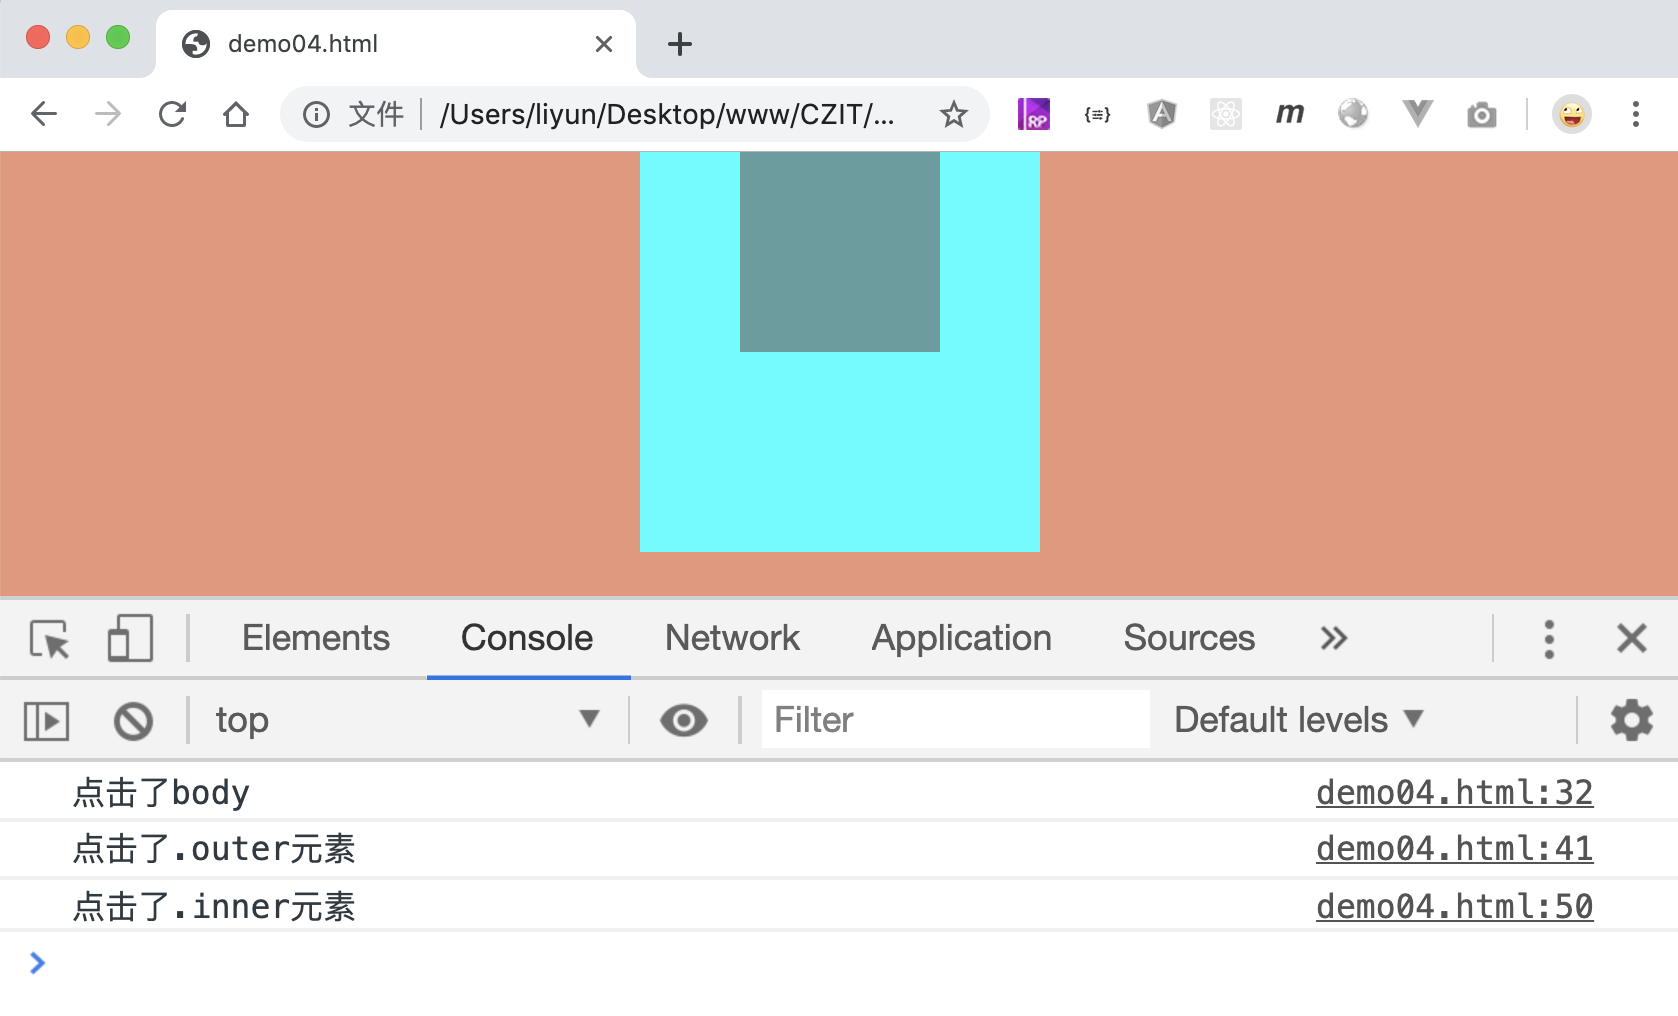 demo04.html
文件 /Users/liyun/Desktop/www/CZIT/...
RP {≡} A m
Elements Console Network Application Sources
top Filter Default levels
点击了body demo04.html:32
点击了.outer元素 demo04.html:41
点击了.inner元素 demo04.html:50